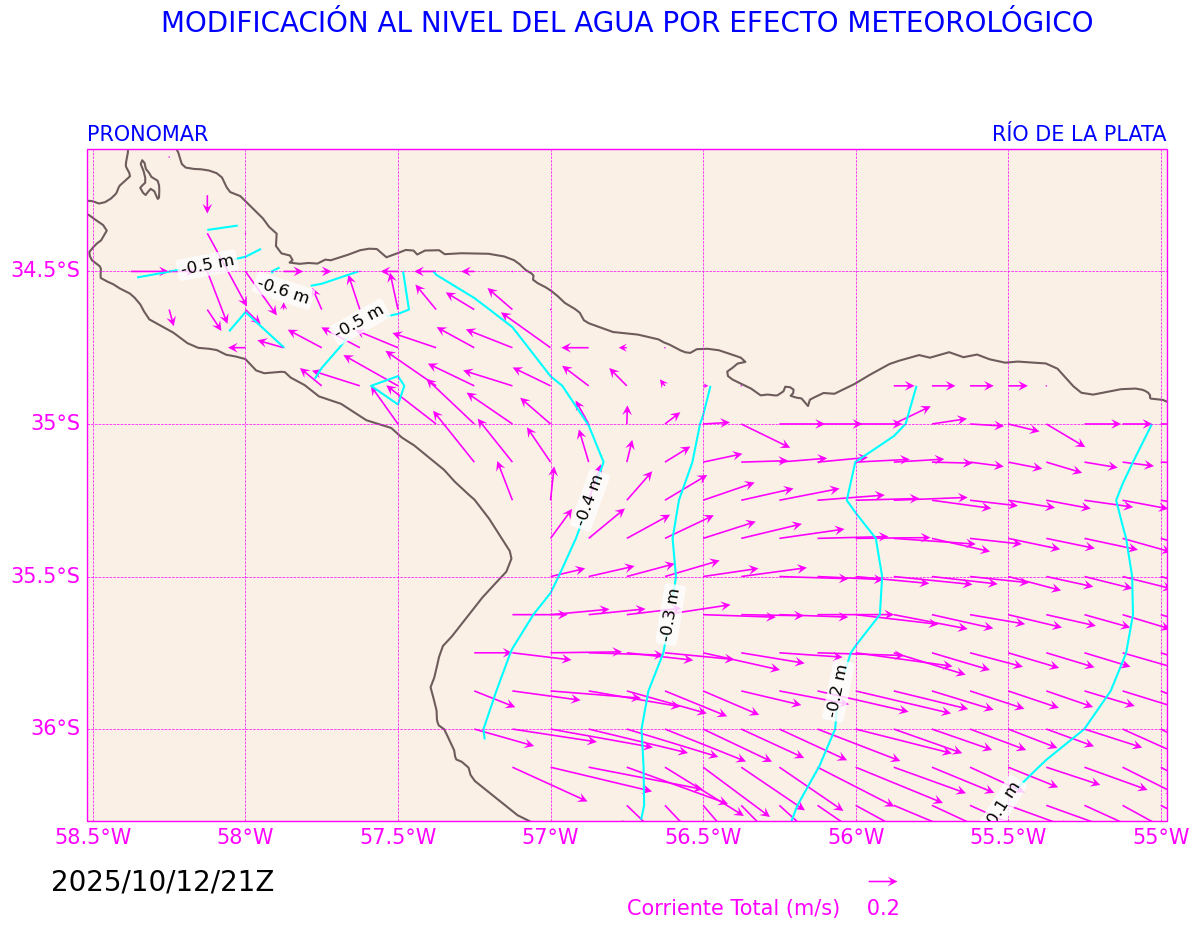 MODIFICACIÓN AL NIVEL DEL AGUA POR EFECTO METEOROLÓGICO
PRONOMAR
RÍO DE LA PLATA
34.5°S
35°S
35.5°S
36°S
-0.5 m
-0.6 m
-0.5 m
-0.4 m
-0.3 m
-0.2 m
0.1 m
58.5°W
58°W
57.5°W
57°W
56.5°W
56°W
55.5°W
55°W
2025/10/12/21Z
Corriente Total (m/s) 0.2